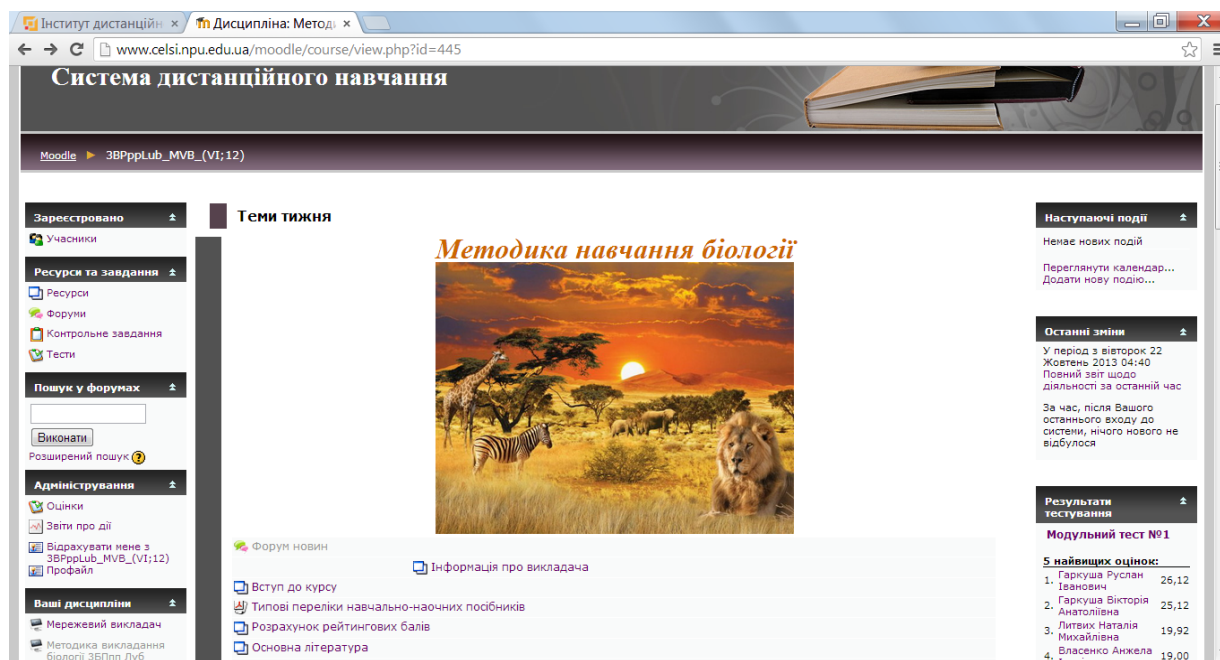 Інститут дистанційн
Дисципліна: Метод
www.celsi.npu.edu.ua/moodle/course/view.php?id=445
Система дистанційного навчання
Moodle ► 3BPppLub_MVB_(VI;12)
Зареєстровано
Учасники
Ресурси та завдання
Ресурси
Форуми
Контрольне завдання
Тести
Пошук у форумах
Виконати
Розширений пошук
Адміністрування
Оцінки
Звіти про дії
Відрахувати мене з
3BPppLub_MVB_(VI;12)
Профайл
Ваші дисципліни
Мережевий викладач
Методика викладання
біології ЗБПпп Луб
Теми тижня
Методика навчання біології
Форум новин
Інформація про викладача
Вступ до курсу
Типові переліки навчально-наочних посібників
Розрахунок рейтингових балів
Основна література
Наступаючі події
Немає нових подій
Переглянути календар...
Додати нову подію...
Останні зміни
У період з вівторок 22
Жовтень 2013 04:40
Повний звіт щодо
діяльності за останній час
За час, після Вашого
останнього входу до
системи, нічого нового не
відбулося
Результати
тестування
Модульний тест №1
5 найвищих оцінок:
1. Гаркуша Руслан
Іванович 26,12
2. Гаркуша Вікторія
Анатоліївна 25,12
3. Литвих Наталія
Михайлівна 19,92
4. Власенко Анжела
19,00